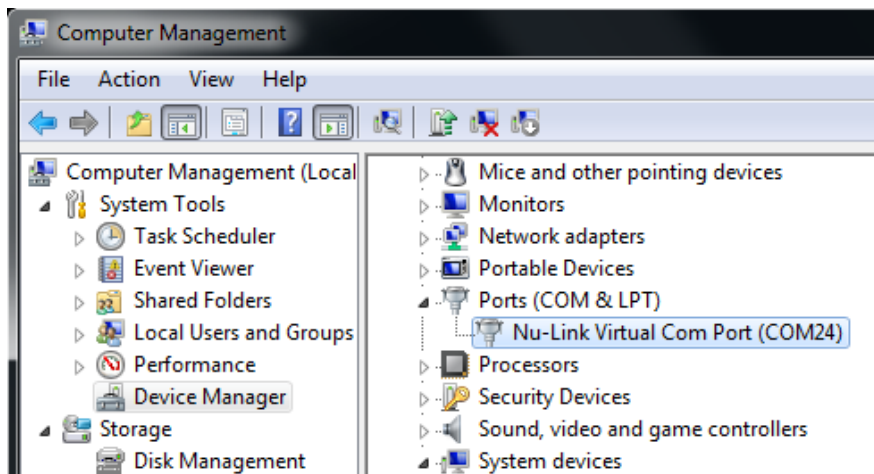 Computer Management
File Action View Help
Computer Management (Local
System Tools
Task Scheduler
Event Viewer
Shared Folders
Local Users and Groups
Performance
Device Manager
Storage
Disk Management
Mice and other pointing devices
Monitors
Network adapters
Portable Devices
Ports (COM & LPT)
Nu-Link Virtual Com Port (COM24)
Processors
Security Devices
Sound, video and game controllers
System devices